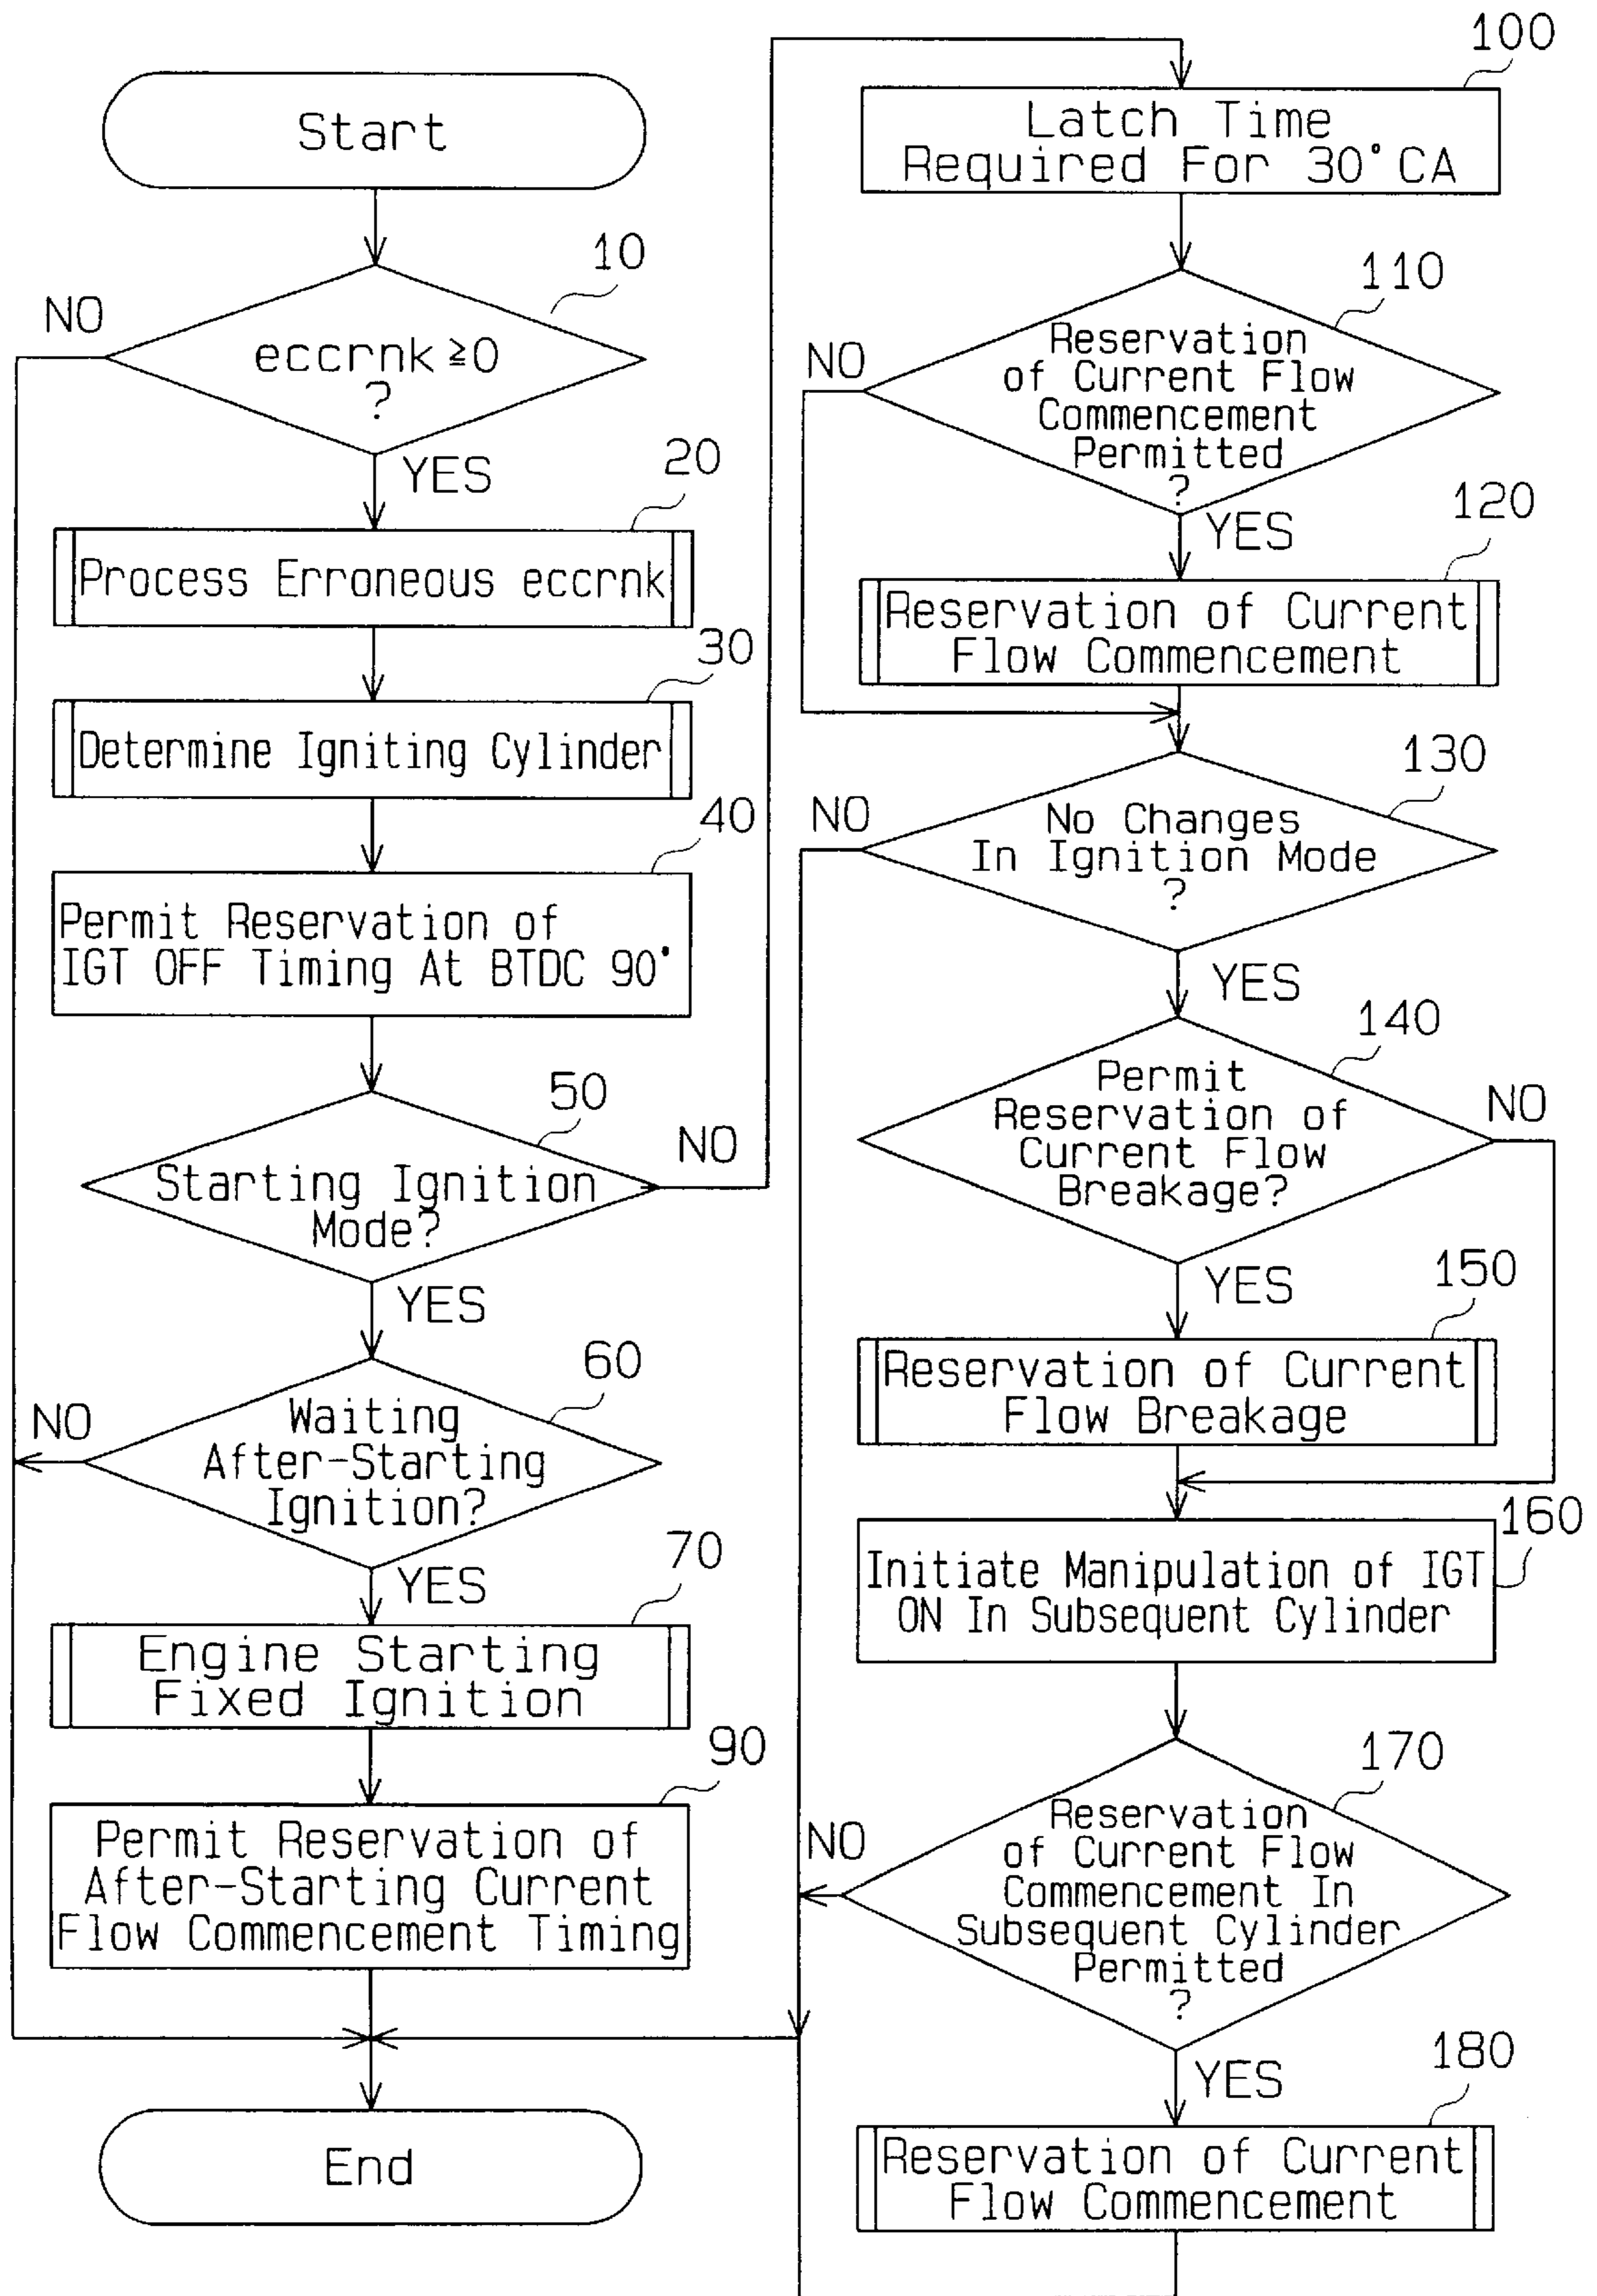 Start
10
NO
eccrnk ≧0
?
YES
20
Process Erroneous eccrnk
30
Determine Igniting Cylinder
40
Permit Reservation of
IGT OFF Timing At BTDC 90°
50
NO
Starting Ignition
Mode?
YES
60
NO
Waiting
After-Starting
Ignition?
YES
70
Engine Starting
Fixed Ignition
90
Permit Reservation of
After-Starting Current
Flow Commencement Timing
End
100
Latch Time
Required For 30°CA
110
NO
Reservation
of Current Flow
Commencement
Permitted
?
YES
120
Reservation of Current
Flow Commencement
130
NO
No Changes
In Ignition Mode
?
YES
140
NO
Permit
Reservation of
Current Flow
Breakage?
YES
150
Reservation of Current
Flow Breakage
160
Initiate Manipulation of IGT
ON In Subsequent Cylinder
170
NO
Reservation
of Current Flow
Commencement In
Subsequent Cylinder
Permitted
?
YES
180
Reservation of Current
Flow Commencement